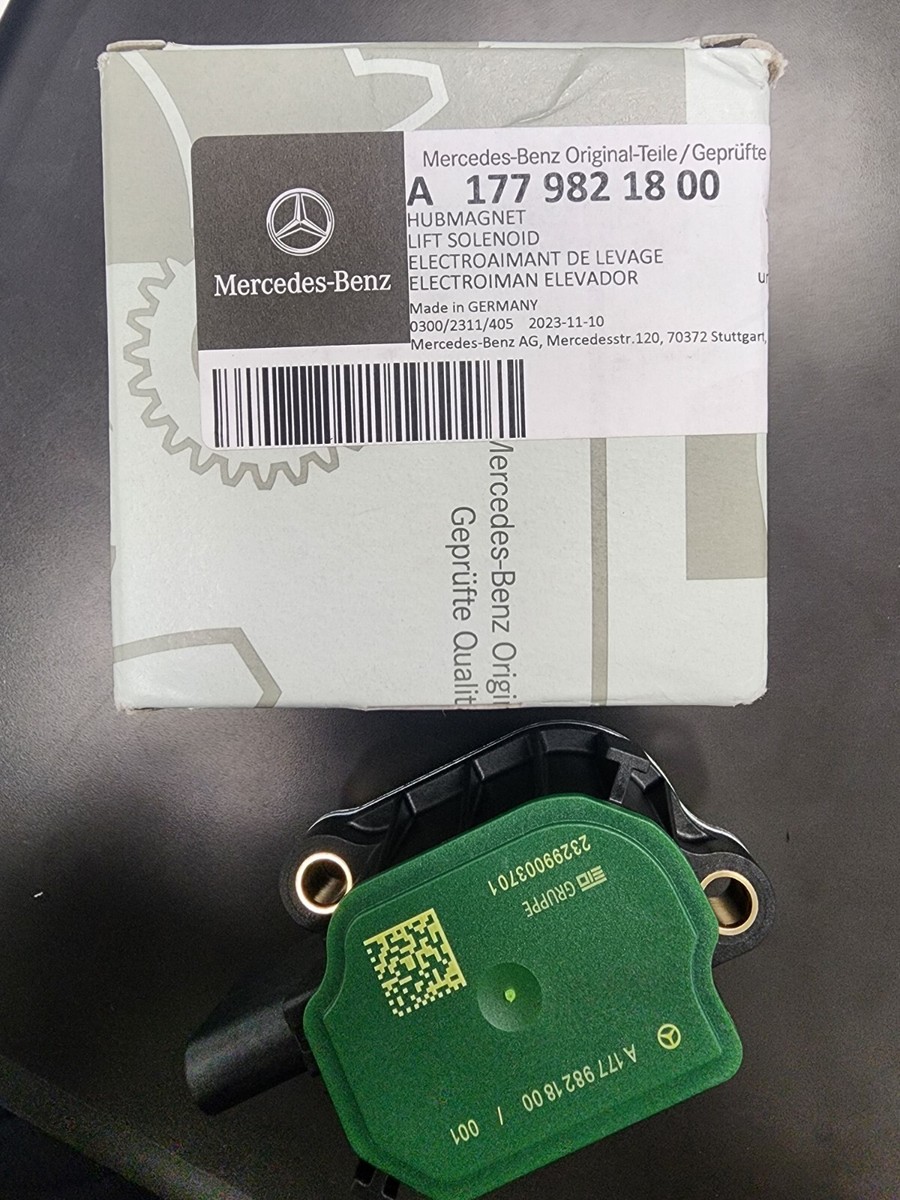 Mercedes-Benz Original-Teile/Geprüfte
A 177 982 18 00
HUBMAGNET
LIFT SOLENOID
ELECTROAIMANT DE LEVAGE
ELECTROIMAN ELEVADOR
Made in GERMANY
0300/2311/405 2023-11-10
Mercedes-Benz AG, Mercedesstr.120, 70372 Stuttgart,
Mercedes-Benz
Mercedes-Benz Origi
Geprüfte Qualit
23299003701
ETO GRUPPE
A 177 982 18 00 / 001